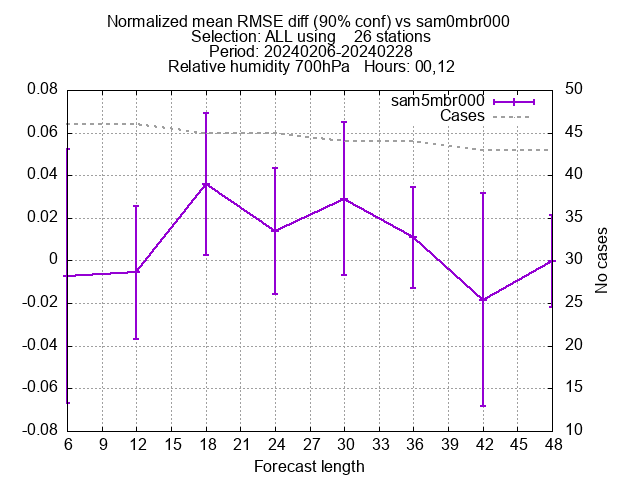 Normalized mean RMSE diff (90% conf) vs sam0mbr000
Selection: ALL using    26 stations
Period: 20240206-20240228
Relative humidity 700hPa   Hours: 00,12
sam5mbr000
Cases
0.08
0.06
0.04
0.02
0
-0.02
-0.04
-0.06
-0.08
50
45
40
35
30
25
20
15
10
No cases
6 9 12 15 18 21 24 27 30 33 36 39 42 45 48
Forecast length